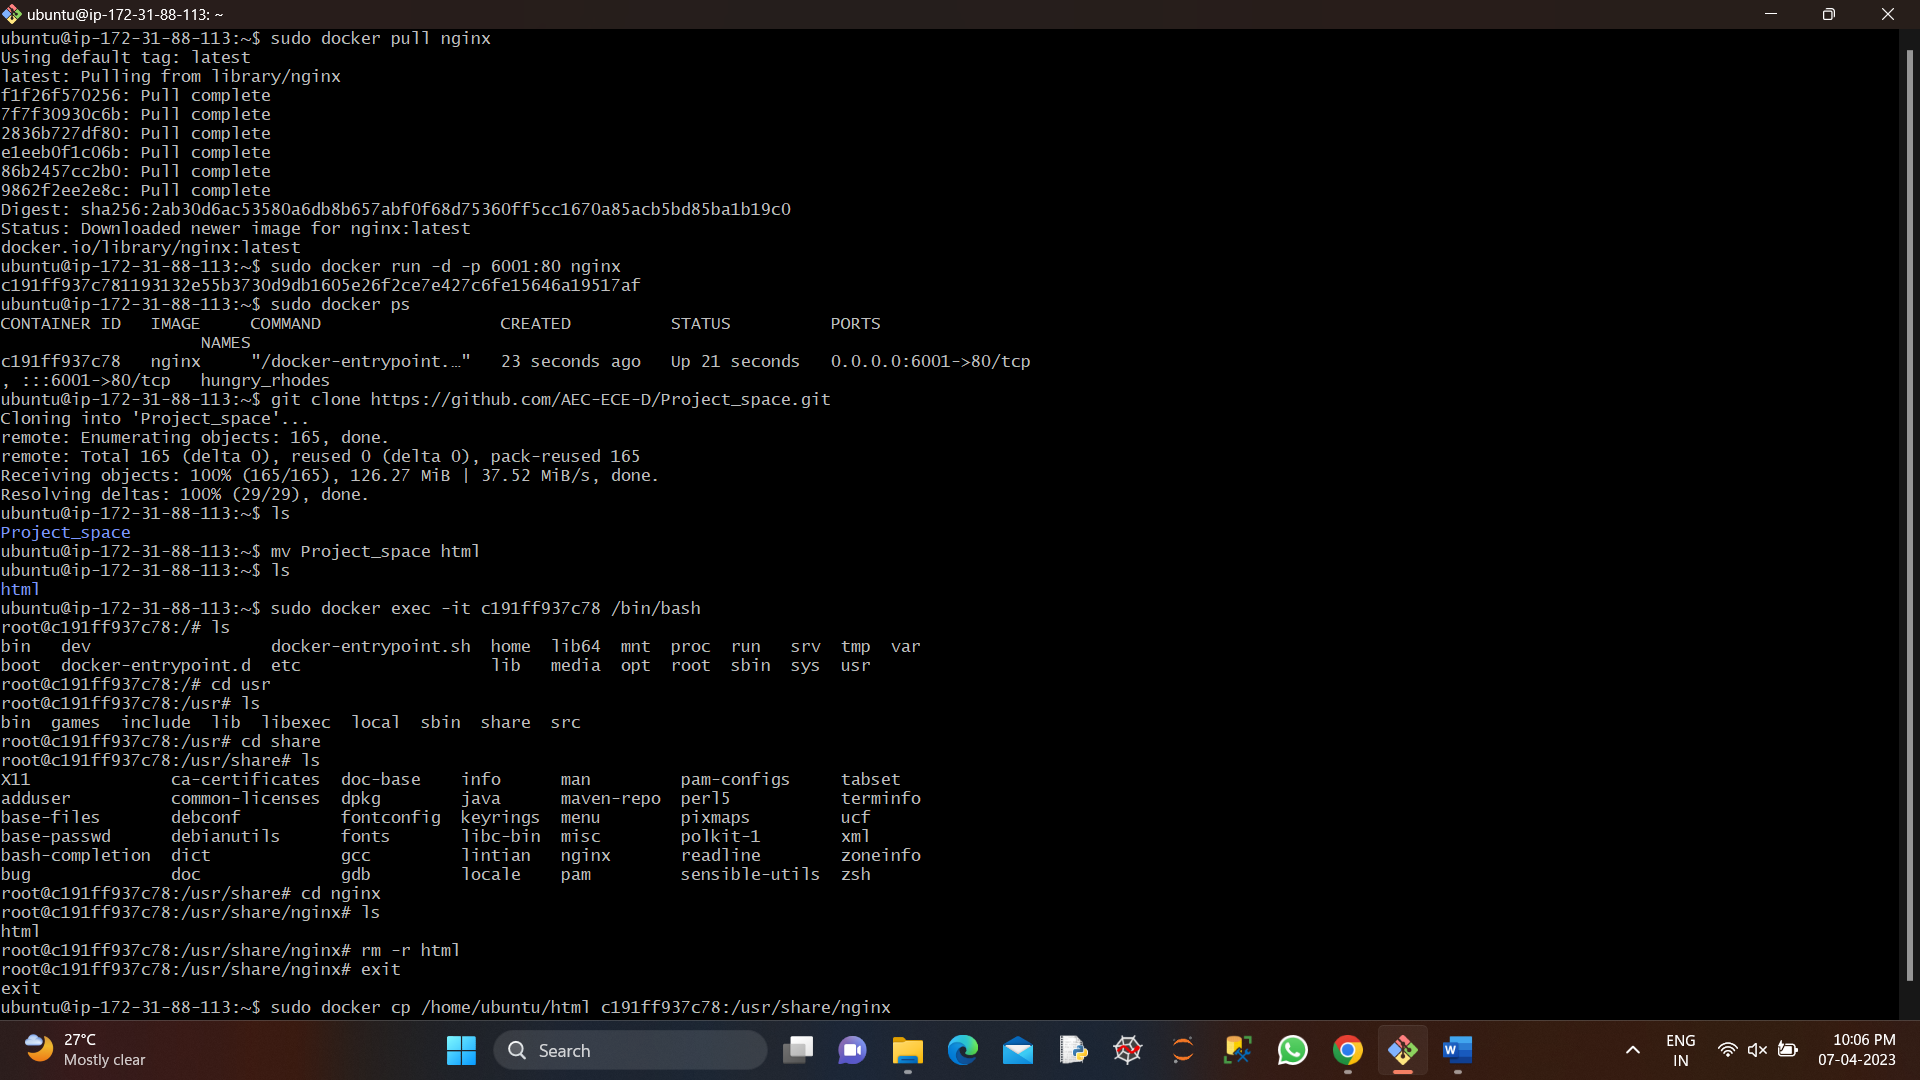 ubuntu@ip-172-31-88-113: ~
ubuntu@ip-172-31-88-113:~$ sudo docker pull nginx
Using default tag: latest
latest: Pulling from library/nginx
f1f26f570256: Pull complete
7f7f30930c6b: Pull complete
2836b727df80: Pull complete
e1eeb0f1c06b: Pull complete
86b2457cc2b0: Pull complete
9862f2ee2e8c: Pull complete
Digest: sha256:2ab30d6ac53580a6db8b657abf0f68d75360ff5cc1670a85acb5bd85ba1b19c0
Status: Downloaded newer image for nginx:latest
docker.io/library/nginx:latest
ubuntu@ip-172-31-88-113:~$ sudo docker run -d -p 6001:80 nginx
c191ff937c781193132e55b3730d9db1605e26f2ce7e427c6fe15646a19517af
ubuntu@ip-172-31-88-113:~$ sudo docker ps
CONTAINER ID   IMAGE     COMMAND                  CREATED          STATUS          PORTS
                    NAMES
c191ff937c78   nginx     "/docker-entrypoint.…"   23 seconds ago   Up 21 seconds   0.0.0.0:6001->80/tcp
, :::6001->80/tcp   hungry_rhodes
ubuntu@ip-172-31-88-113:~$ git clone https://github.com/AEC-ECE-D/Project_space.git
Cloning into 'Project_space'...
remote: Enumerating objects: 165, done.
remote: Total 165 (delta 0), reused 0 (delta 0), pack-reused 165
Receiving objects: 100% (165/165), 126.27 MiB | 37.52 MiB/s, done.
Resolving deltas: 100% (29/29), done.
ubuntu@ip-172-31-88-113:~$ ls
Project_space
ubuntu@ip-172-31-88-113:~$ mv Project_space html
ubuntu@ip-172-31-88-113:~$ ls
html
ubuntu@ip-172-31-88-113:~$ sudo docker exec -it c191ff937c78 /bin/bash
root@c191ff937c78:/# ls
bin   dev                  docker-entrypoint.sh  home  lib64  mnt  proc  run   srv  tmp  var
boot  docker-entrypoint.d  etc                   lib   media  opt  root  sbin  sys  usr
root@c191ff937c78:/# cd usr
root@c191ff937c78:/usr# ls
bin  games  include  lib  libexec  local  sbin  share  src
root@c191ff937c78:/usr# cd share
root@c191ff937c78:/usr/share# ls
X11              ca-certificates  doc-base    info      man         pam-configs     tabset
adduser          common-licenses  dpkg        java      maven-repo  perl5           terminfo
base-files       debconf          fontconfig  keyrings  menu        pixmaps         ucf
base-passwd      debianutils      fonts       libc-bin  misc        polkit-1        xml
bash-completion  dict             gcc         lintian   nginx       readline        zoneinfo
bug              doc              gdb         locale    pam         sensible-utils  zsh
root@c191ff937c78:/usr/share# cd nginx
root@c191ff937c78:/usr/share/nginx# ls
html
root@c191ff937c78:/usr/share/nginx# rm -r html
root@c191ff937c78:/usr/share/nginx# exit
exit
ubuntu@ip-172-31-88-113:~$ sudo docker cp /home/ubuntu/html c191ff937c78:/usr/share/nginx
27°C
Mostly clear
Search
W
ENG
IN
10:06 PM
07-04-2023